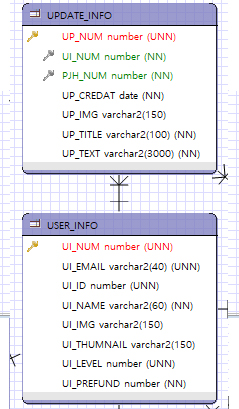 UPDATE_INFO
UP_NUM number (UNN)
UI_NUM number (NN)
PJH_NUM number (NN)
UP_CREDAT date (NN)
UP_IMG varchar2(150)
UP_TITLE varchar2(100) (NN)
UP_TEXT varchar2(3000) (NN)
USER_INFO
UI_NUM number (UNN)
UI_EMAIL varchar2(40) (UNN)
UI_ID number (UNN)
UI_NAME varchar2(60) (NN)
UI_IMG varchar2(150)
UI_THUMNAIL varchar2(150)
UI_LEVEL number (UNN)
UI_PREFUND number (NN)